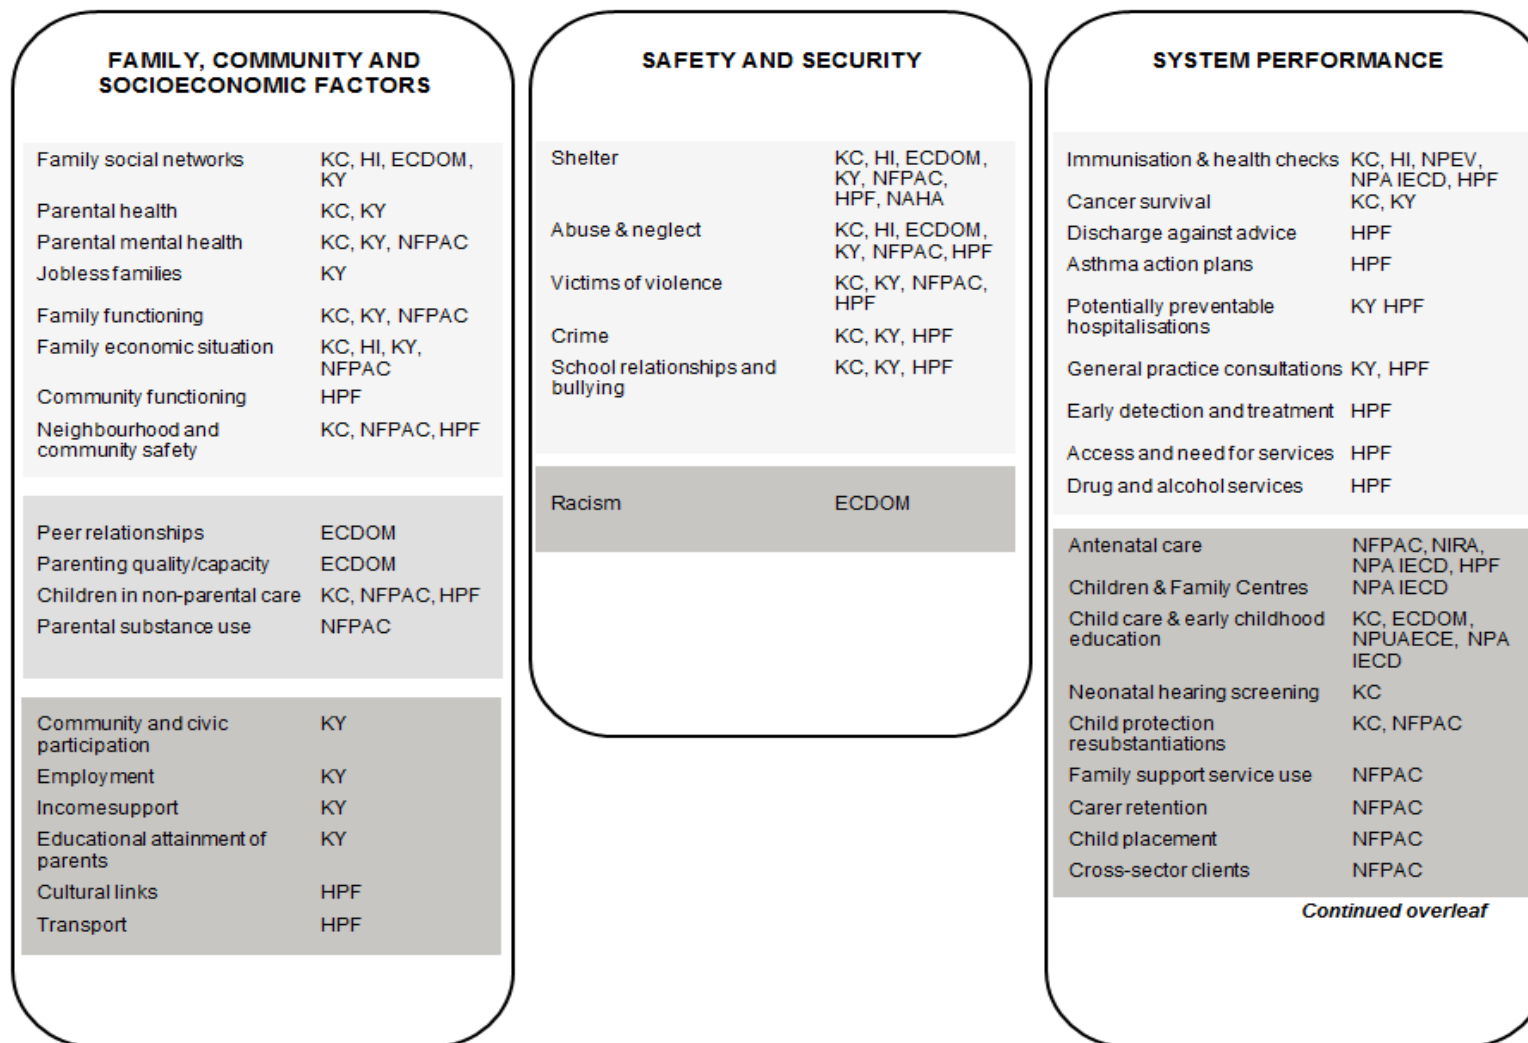 FAMILY, COMMUNITY AND
SOCIOECONOMIC FACTORS
Family social networks KC, HI, ECDOM,
KY
Parental health KC, KY
Parental mental health KC, KY, NFPAC
Jobless families KY
Family functioning KC, KY, NFPAC
Family economic situation KC, HI, KY,
NFPAC
Community functioning HPF
Neighbourhood and KC, NFPAC, HPF
community safety
Peer relationships ECDOM
Parenting quality/capacity ECDOM
Children in non-parental care KC, NFPAC, HPF
Parental substance use NFPAC
Community and civic KY
participation
Employment KY
Incomesupport KY
Educational attainment of KY
parents
Cultural links HPF
Transport HPF
SAFETY AND SECURITY
Shelter KC, HI, ECDOM,
KY, NFPAC,
HPF, NAHA
Abuse & neglect KC, HI, ECDOM,
KY, NFPAC, HPF
Victims of violence KC, KY, NFPAC,
HPF
Crime KC, KY, HPF
School relationships and KC, KY, HPF
bullying
Racism ECDOM
SYSTEM PERFORMANCE
Immunisation & health checks KC, HI, NPEV,
NPA IECD, HPF
Cancer survival KC, KY
Discharge against advice HPF
Asthma action plans HPF
Potentially preventable KY HPF
hospitalisations
General practice consultations KY, HPF
Early detection and treatment HPF
Access and need for services HPF
Drug and alcohol services HPF
Antenatal care NFPAC, NIRA,
NPA IECD, HPF
Children & Family Centres NPA IECD
Child care & early childhood KC, ECDOM,
education NPUAECE, NPA
IECD
Neonatal hearing screening KC
Child protection KC, NFPAC
resubstantiations
Family support service use NFPAC
Carer retention NFPAC
Child placement NFPAC
Cross-sector clients NFPAC
Continued overleaf